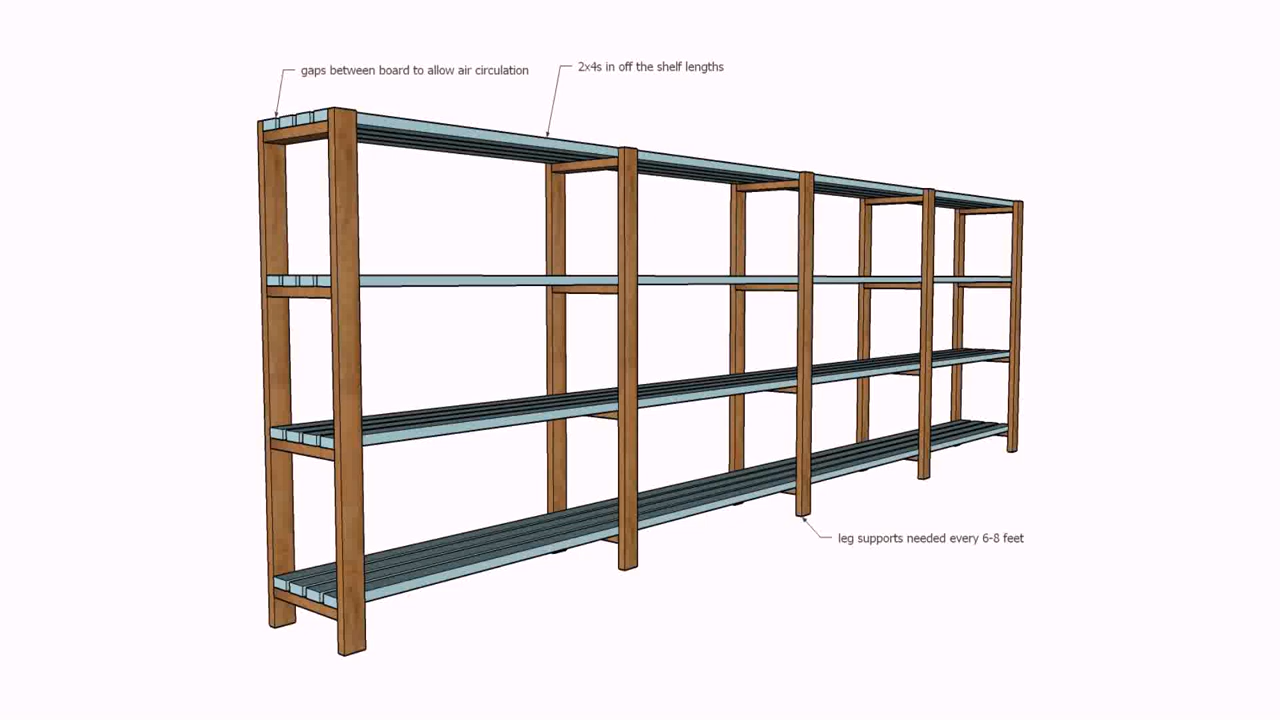 gaps between board to allow air circulation
2x4s in off the shelf lengths
leg supports needed every 6-8 feet